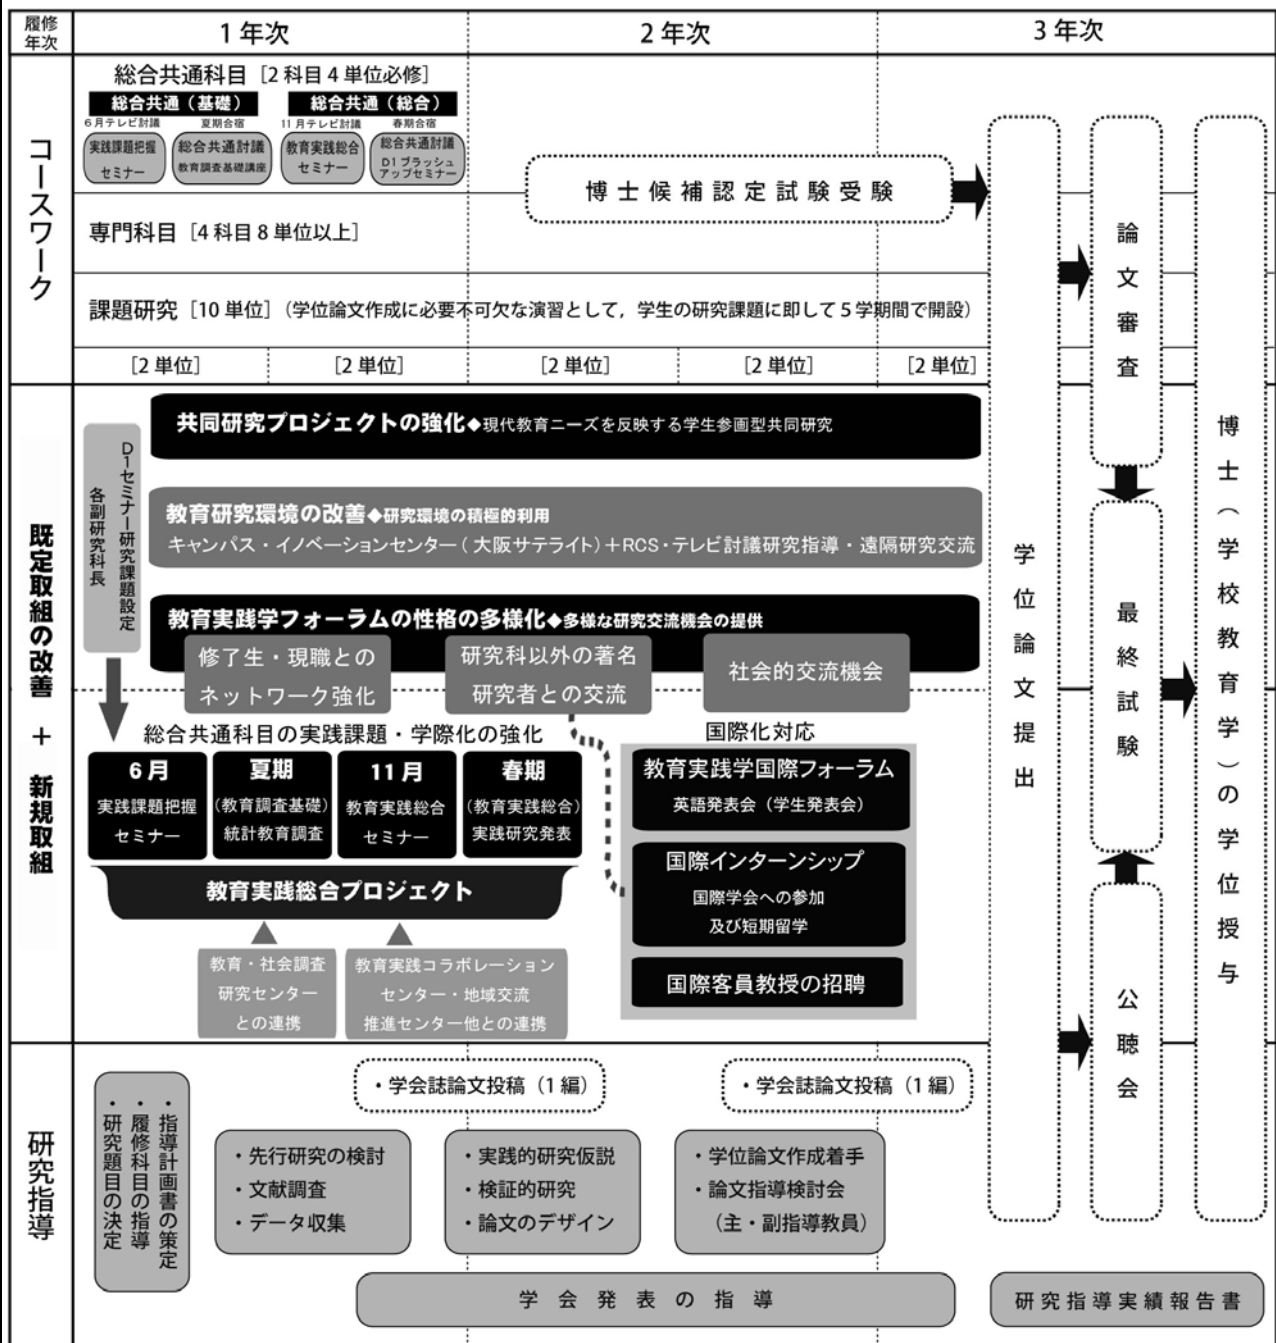 履修
年次
1 年次
2 年次
3 年次
コースワーク
総合共通科目［2 科目 4 単位必修］
総合共通（基礎）
総合共通（総合）
6月テレビ討議
夏期合宿
11月テレビ討議
春期合宿
実践課題把握
セミナー
総合共通討議
教育調査基礎講座
教育実践総合
セミナー
総合共通討議
D1 ブラッシュ
アップセミナー
博士候補認定試験受験
専門科目［4 科目 8 単位以上］
課題研究［10 単位］（学位論文作成に必要不可欠な演習として，学生の研究課題に即して 5 学期間で開設）
［2 単位］
［2 単位］
［2 単位］
［2 単位］
［2 単位］
既定取組の改善 ＋ 新規取組
D1セミナー研究課題設定
各副研究科長
共同研究プロジェクトの強化◆現代教育ニーズを反映する学生参画型共同研究
教育研究環境の改善◆研究環境の積極的利用
キャンパス・イノベーションセンター（大阪サテライト）＋RCS・テレビ討議研究指導・遠隔研究交流
教育実践学フォーラムの性格の多様化◆多様な研究交流機会の提供
修了生・現職との
ネットワーク強化
研究科以外の著名
研究者との交流
社会的交流機会
総合共通科目の実践課題・学際化の強化
6 月
実践課題把握
セミナー
夏期
（教育調査基礎）
統計教育調査
11 月
教育実践総合
セミナー
春期
（教育実践総合）
実践研究発表
教育実践総合プロジェクト
教育・社会調査
研究センター
との連携
教育実践コラボレーション
センター・地域交流
推進センター他との連携
国際化対応
教育実践学国際フォーラム
英語発表会（学生発表会）
国際インターンシップ
国際学会への参加
及び短期留学
国際客員教授の招聘
学位論文提出
論文審査
最終試験
公聴会
博士（学校教育学）の学位授与
研究指導
・指導計画書の策定
・履修科目の指導
・研究題目の決定
・学会誌論文投稿（1 編）
・学会誌論文投稿（1 編）
・先行研究の検討
・文献調査
・データ収集
・実践的研究仮説
・検証的研究
・論文のデザイン
・学位論文作成着手
・論文指導検討会
（主・副指導教員）
学会発表の指導
研究指導実績報告書